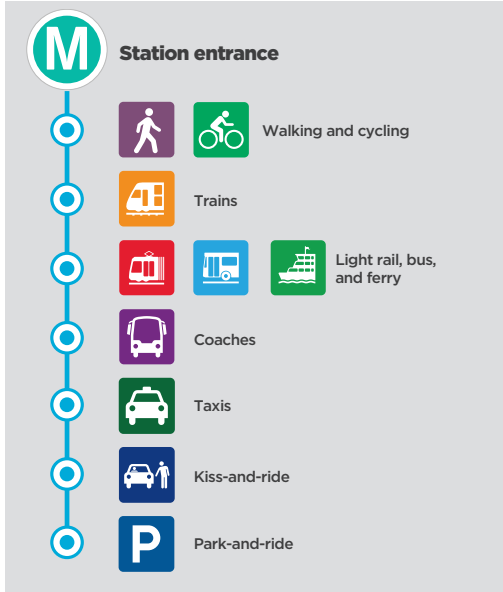 M
Station entrance
Walking and cycling
Trains
Light rail, bus,
and ferry
Coaches
Taxis
Kiss-and-ride
P
Park-and-ride